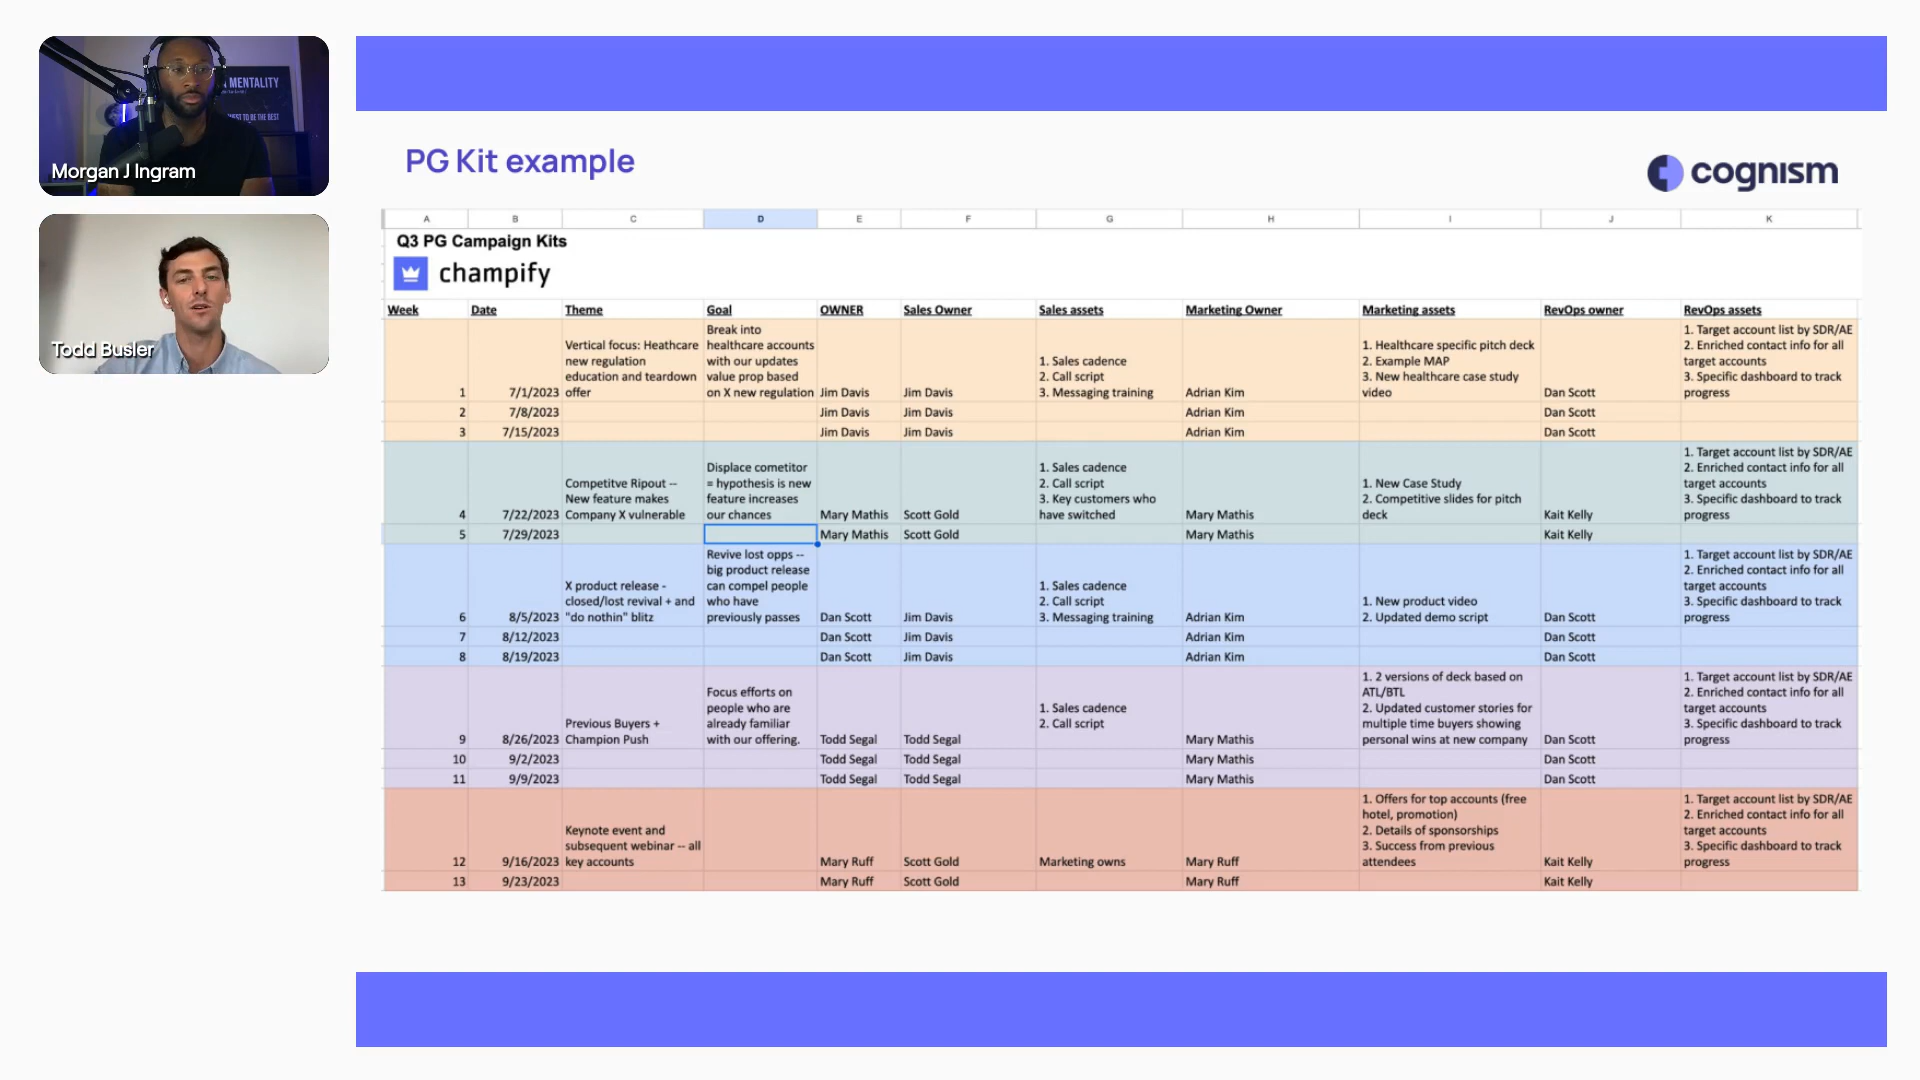 MENTALITY
WEST TO BE THE BEST
Morgan J Ingram
Todd Busler
PG Kit example
cognism
A B C D E F G H I J K
Q3 PG Campaign Kits
champify
Week Date Theme Goal OWNER Sales Owner Sales assets Marketing Owner Marketing assets RevOps owner RevOps assets
1
7/1/2023
Vertical focus: Heathcare
new regulation
education and teardown
offer
Break into
healthcare accounts
with our updates
value prop based
on X new regulation
Jim Davis
Jim Davis
1. Sales cadence
2. Call script
3. Messaging training
Adrian Kim
1. Healthcare specific pitch deck
2. Example MAP
3. New healthcare case study
video
Dan Scott
1. Target account list by SDR/AE
2. Enriched contact info for all
target accounts
3. Specific dashboard to track
progress
2 7/8/2023 Jim Davis Jim Davis Adrian Kim Dan Scott
3 7/15/2023 Jim Davis Jim Davis Adrian Kim Dan Scott
4
7/22/2023
Competitve Ripout --
New feature makes
Company X vulnerable
Displace cometitor
= hypothesis is new
feature increases
our chances
Mary Mathis
Scott Gold
1. Sales cadence
2. Call script
3. Key customers who
have switched
Mary Mathis
1. New Case Study
2. Competitive slides for pitch
deck
Kait Kelly
1. Target account list by SDR/AE
2. Enriched contact info for all
target accounts
3. Specific dashboard to track
progress
5 7/29/2023 Mary Mathis Scott Gold Mary Mathis Kait Kelly
6
8/5/2023
X product release -
closed/lost revival + and
"do nothin" blitz
Revive lost opps --
big product release
can compel people
who have
previously passes
Dan Scott
Jim Davis
1. Sales cadence
2. Call script
3. Messaging training
Adrian Kim
1. New product video
2. Updated demo script
Dan Scott
1. Target account list by SDR/AE
2. Enriched contact info for all
target accounts
3. Specific dashboard to track
progress
7 8/12/2023 Dan Scott Jim Davis Adrian Kim Dan Scott
8 8/19/2023 Dan Scott Jim Davis Adrian Kim Dan Scott
9
8/26/2023
Previous Buyers +
Champion Push
Focus efforts on
people who are
already familiar
with our offering.
Todd Segal
Todd Segal
1. Sales cadence
2. Call script
Mary Mathis
1. 2 versions of deck based on
ATL/BTL
2. Updated customer stories for
multiple time buyers showing
personal wins at new company
Dan Scott
1. Target account list by SDR/AE
2. Enriched contact info for all
target accounts
3. Specific dashboard to track
progress
10 9/2/2023 Todd Segal Todd Segal Mary Mathis Dan Scott
11 9/9/2023 Todd Segal Todd Segal Mary Mathis Dan Scott
12
9/16/2023
Keynote event and
subsequent webinar -- all
key accounts
Mary Ruff
Scott Gold
Marketing owns
Mary Ruff
1. Offers for top accounts (free
hotel, promotion)
2. Details of sponsorships
3. Success from previous
attendees
Kait Kelly
1. Target account list by SDR/AE
2. Enriched contact info for all
target accounts
3. Specific dashboard to track
progress
13 9/23/2023 Mary Ruff Scott Gold Mary Ruff Kait Kelly